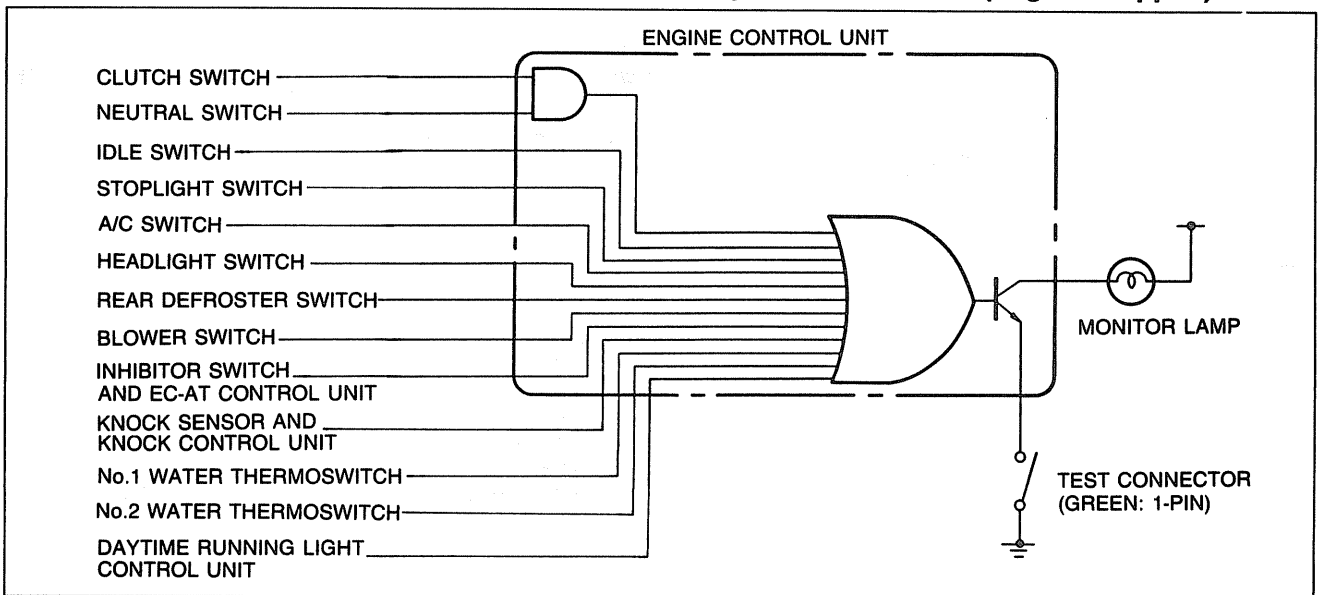 ENGINE CONTROL UNIT
CLUTCH SWITCH
NEUTRAL SWITCH
IDLE SWITCH
STOPLIGHT SWITCH
A/C SWITCH
HEADLIGHT SWITCH
REAR DEFROSTER SWITCH
BLOWER SWITCH
INHIBITOR SWITCH
AND EC-AT CONTROL UNIT
KNOCK SENSOR AND
KNOCK CONTROL UNIT
No.1 WATER THERMOSWITCH
No.2 WATER THERMOSWITCH
DAYTIME RUNNING LIGHT
CONTROL UNIT
MONITOR LAMP
TEST CONNECTOR
(GREEN: 1-PIN)